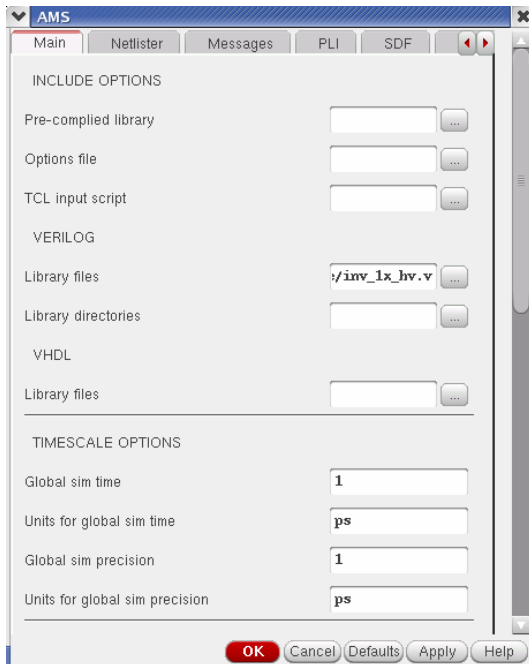 AMS
Main Netlister Messages PLI SDF
INCLUDE OPTIONS
Pre-complied library ...
Options file ...
TCL input script ...
VERILOG
Library files :/inv_1x_hv.v ...
Library directories ...
VHDL
Library files ...
TIMESCALE OPTIONS
Global sim time 1
Units for global sim time ps
Global sim precision 1
Units for global sim precision ps
OK Cancel Defaults Apply Help